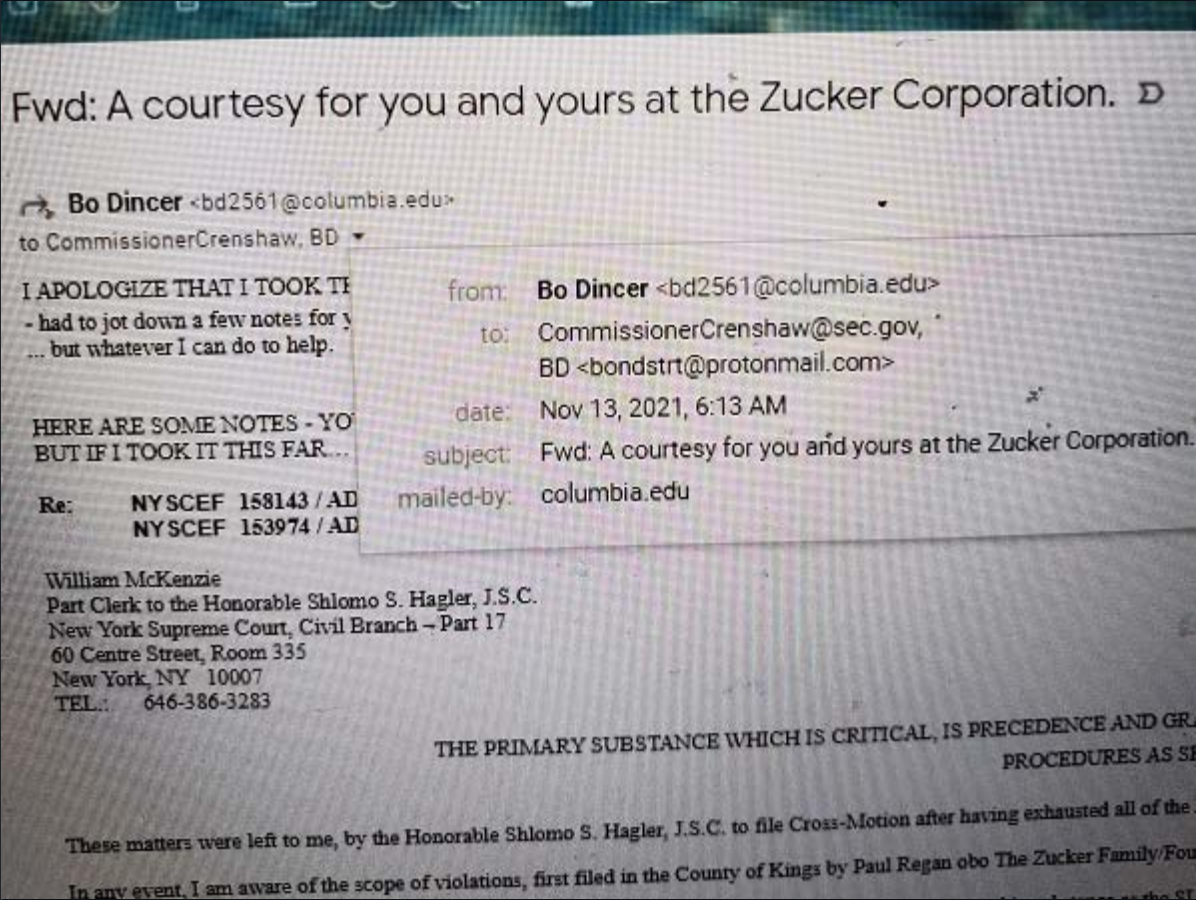 Fwd: A courtesy for you and yours at the Zucker Corporation. D
Bo Dincer <bd2561@columbia.edu>
to CommissionerCrenshaw, BD
I APOLOGIZE THAT I TOOK
- had to jot down a few notes for
... but whatever I can do to help.
from: Bo Dincer <bd2561@columbia.edu>
to: CommissionerCrenshaw@sec.gov,
BD <bondstrt@protonmail.com>
date: Nov 13, 2021, 6:13 AM
subject: Fwd: A courtesy for you and yours at the Zucker Corporation.
mailed-by: columbia.edu
HERE ARE SOME NOTES -
BUT IF I TOOK IT THIS FAR...
Re: NYSCEF 158143 / AD
NYSCEF 153974 / AD
William McKenzie
Part Clerk to the Honorable Shlomo S. Hagler, J.S.C.
New York Supreme Court, Civil Branch – Part 17
60 Centre Street, Room 335
New York, NY 10007
TEL.: 646-386-3283
THE PRIMARY SUBSTANCE WHICH IS CRITICAL, IS PRECEDENCE AND
PROCEDURES AS
These matters were left to me, by the Honorable Shlomo S. Hagler, J.S.C. to file Cross-Motion after having exhausted all of the
In any event, I am aware of the scope of violations, first filed in the County of Kings by Paul Regan obo The Zucker Family/Fou